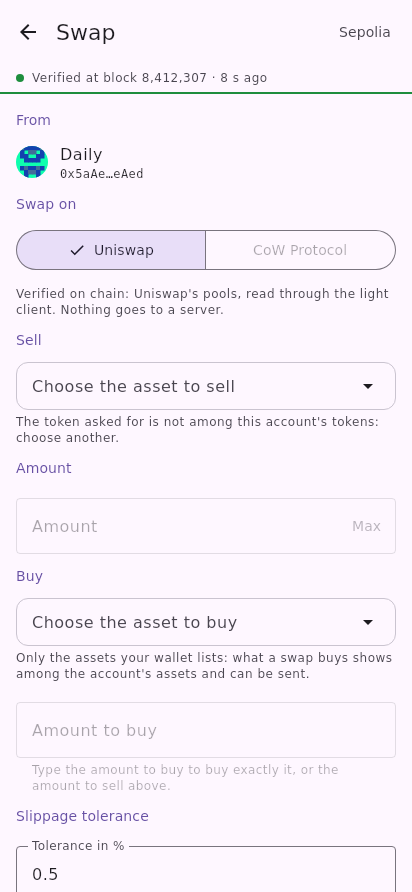 Swap
Sepolia
Verified at block 8,412,307 · 8 s ago
From
Daily
0x5aAe…eAed
Swap on
Uniswap
CoW Protocol
Verified on chain: Uniswap's pools, read through the light
client. Nothing goes to a server.
Sell
Choose the asset to sell
The token asked for is not among this account's tokens:
choose another.
Amount
Amount
Max
Buy
Choose the asset to buy
Only the assets your wallet lists: what a swap buys shows
among the account's assets and can be sent.
Amount to buy
Type the amount to buy to buy exactly it, or the
amount to sell above.
Slippage tolerance
Tolerance in %
0.5